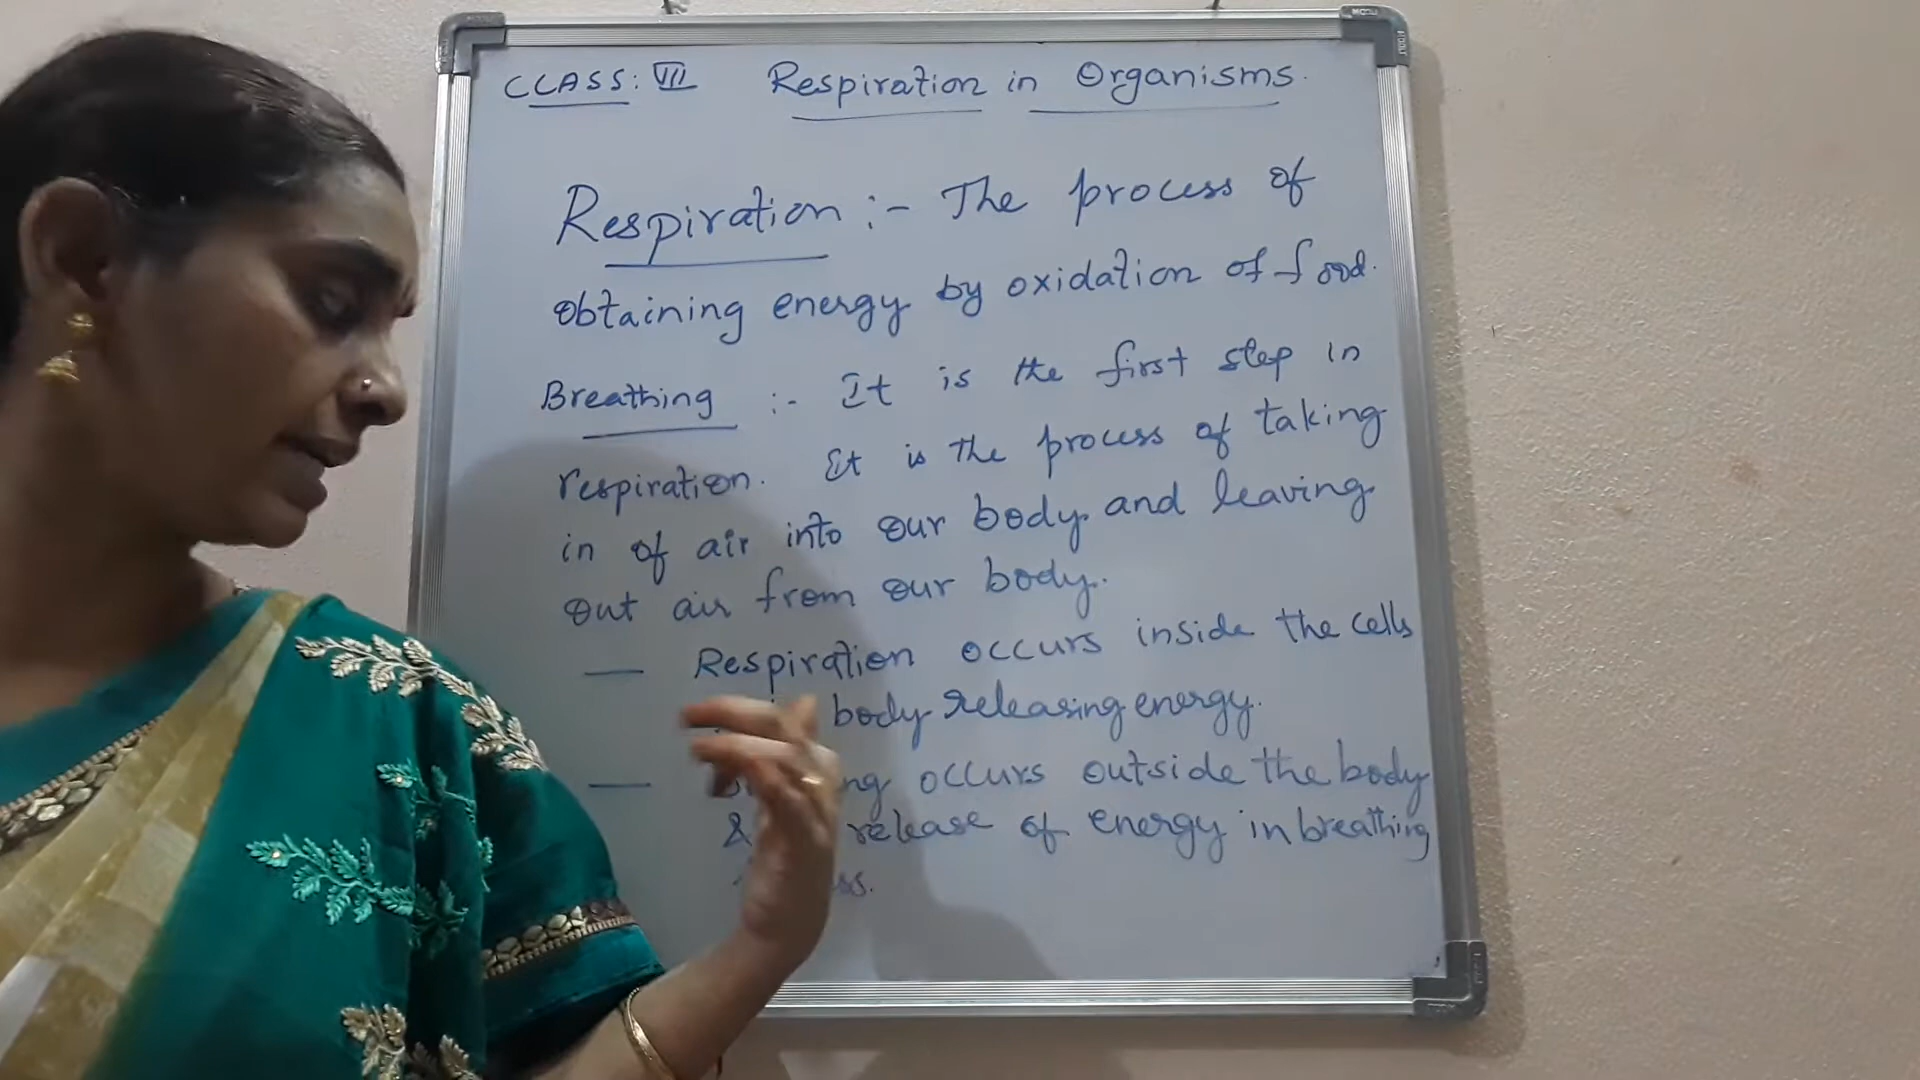 CLASS: VII Respiration in Organisms.
Respiration :- The process of
obtaining energy by oxidation of food.
Breathing :- It is the first step in
respiration. It is the process of taking
in of air into our body and leaving
out air from our body.
— Respiration occurs inside the cells
body releasing energy.
— occurs outside the body
& release of energy in breathing